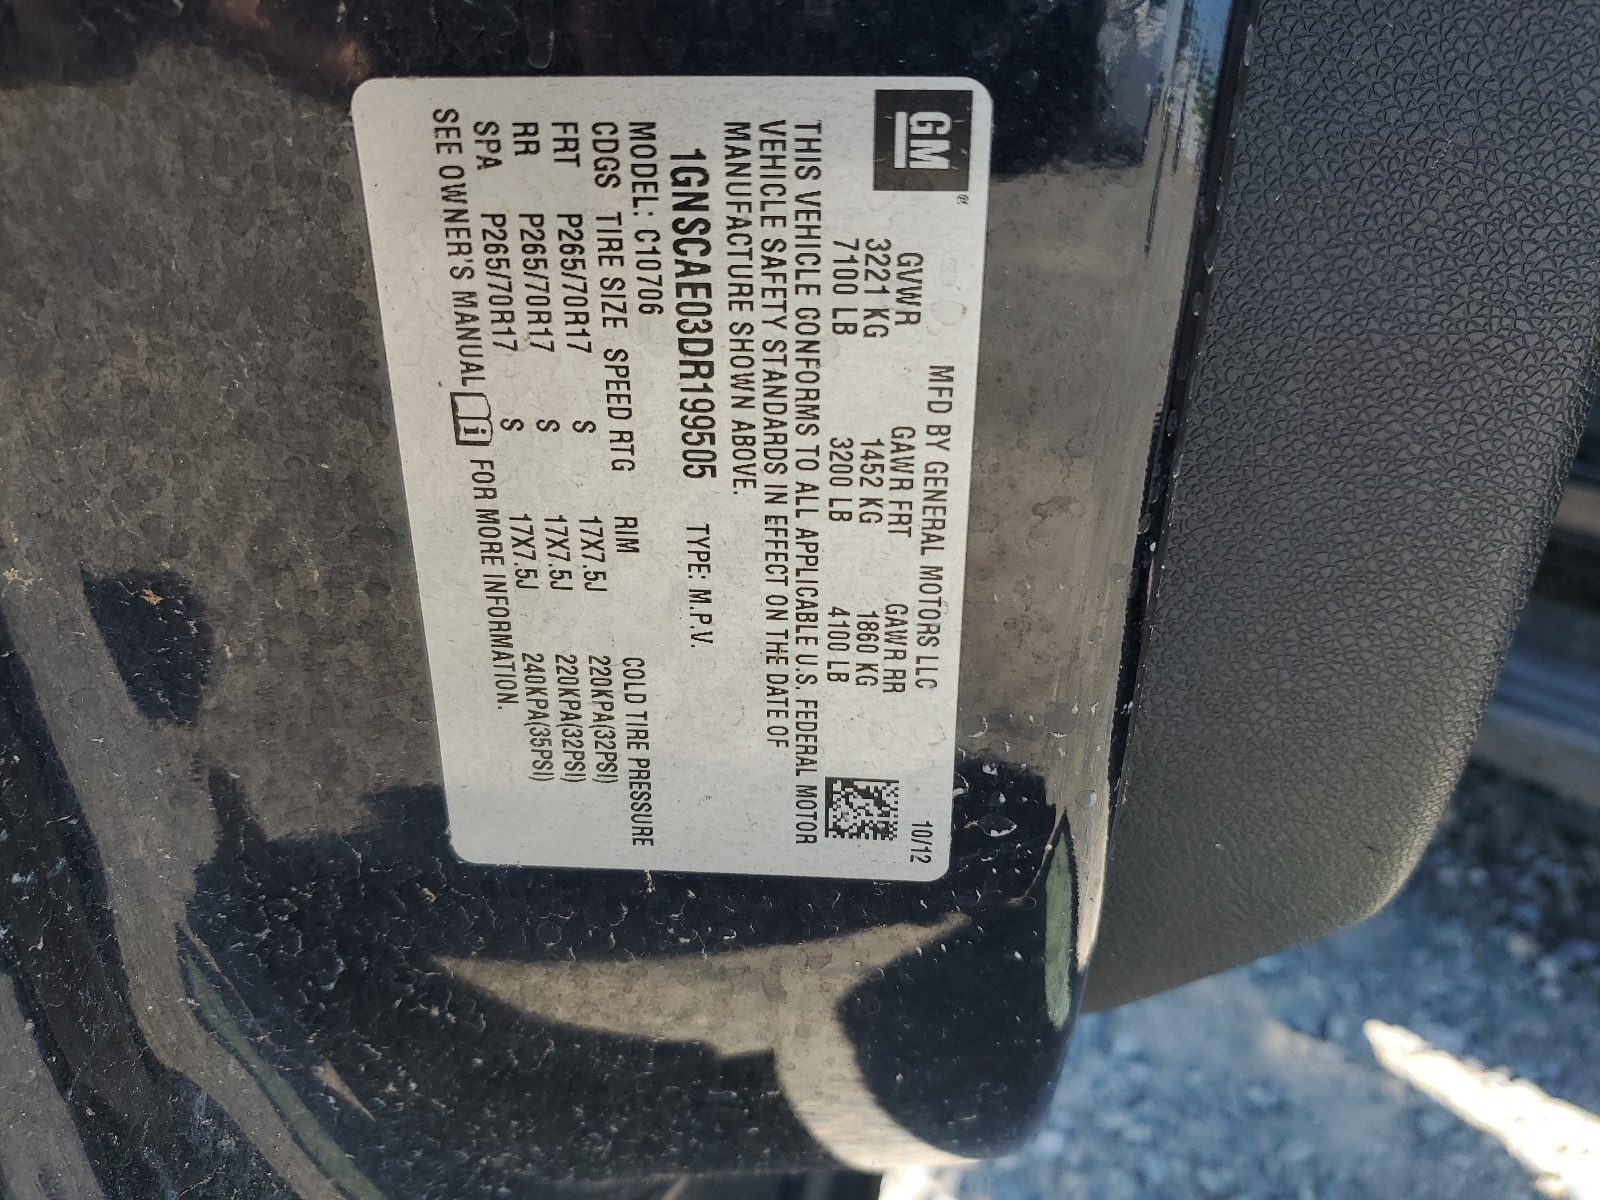 GM
MFD BY GENERAL MOTORS LLC 10/12
GVWR GAWR FRT GAWR RR
3221 KG 1452 KG 1860 KG
7100 LB 3200 LB 4100 LB
THIS VEHICLE CONFORMS TO ALL APPLICABLE U.S. FEDERAL MOTOR
VEHICLE SAFETY STANDARDS IN EFFECT ON THE DATE OF
MANUFACTURE SHOWN ABOVE.
1GNSCAE03DR199505 TYPE: M.P.V.
MODEL: C10706
CDGS TIRE SIZE SPEED RTG RIM COLD TIRE PRESSURE
FRT P265/70R17 S 17X7.5J 220KPA(32PSI)
RR P265/70R17 S 17X7.5J 220KPA(32PSI)
SPA P265/70R17 S 17X7.5J 240KPA(35PSI)
SEE OWNER'S MANUAL i FOR MORE INFORMATION.